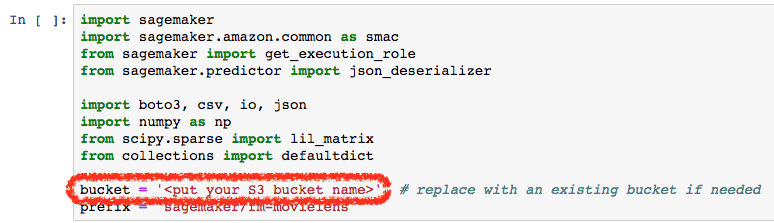 In [ ]: import sagemaker
import sagemaker.amazon.common as smac
from sagemaker import get_execution_role
from sagemaker.predictor import json_deserializer
import boto3, csv, io, json
import numpy as np
from scipy.sparse import lil_matrix
from collections import defaultdict
bucket = '<put your S3 bucket name>' # replace with an existing bucket if needed
prefix = 'sagemaker/fm-movielens'